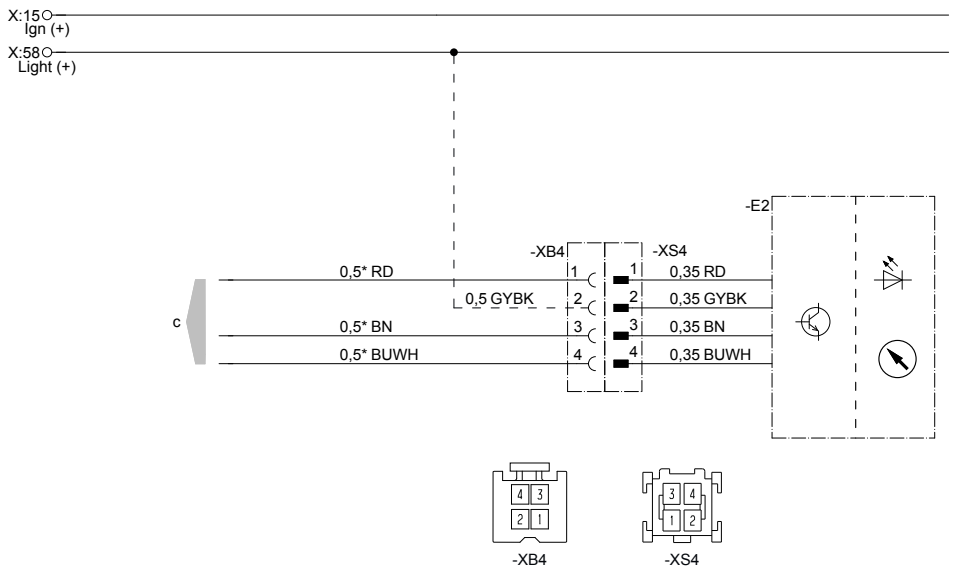 X:15
Ign (+)
X:58
Light (+)
-E2
-XB4 -XS4
0,5* RD 1 1 0,35 RD
0,5 GYBK 2 2 0,35 GYBK
c
0,5* BN 3 3 0,35 BN
0,5* BUWH 4 4 0,35 BUWH
4 3 3 4
2 1 1 2
-XB4 -XS4